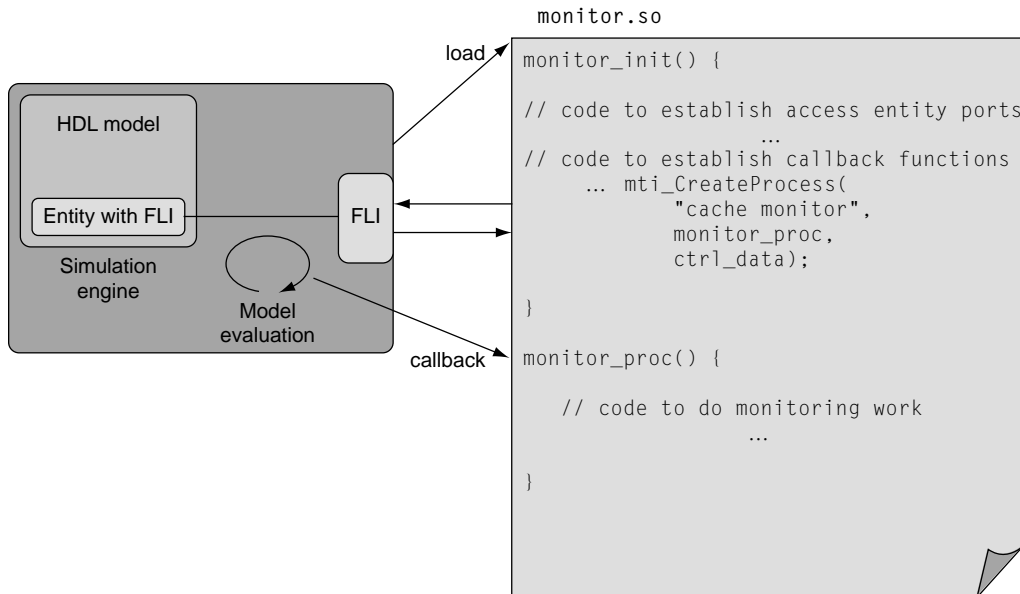 monitor.so
load
HDL model
Entity with FLI
Simulation
engine
FLI
Model
evaluation
callback
monitor_init() {
// code to establish access entity ports
...
// code to establish callback functions
... mti_CreateProcess(
"cache monitor",
monitor_proc,
ctrl_data);
}
monitor_proc() {
// code to do monitoring work
...
}